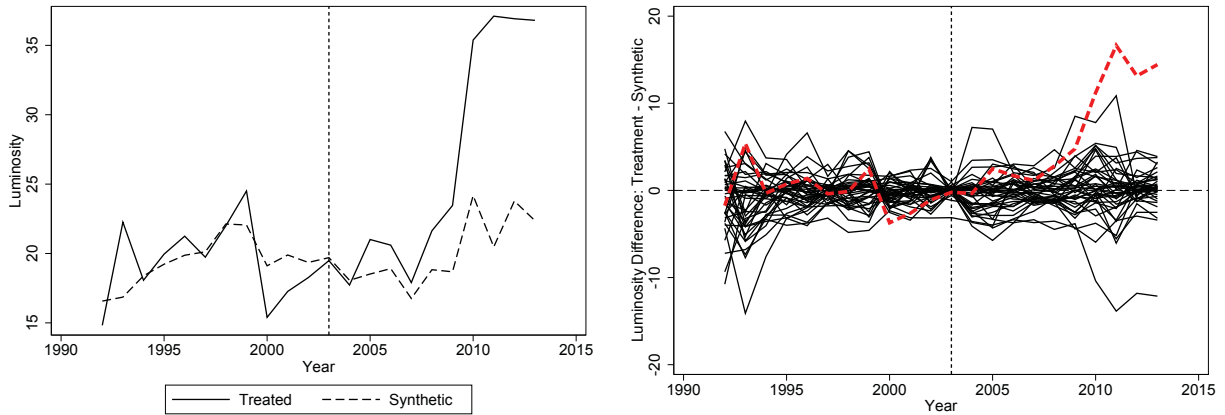 Luminosity
35
30
25
20
15
1990 1995 2000 2005 2010 2015
Year
Treated Synthetic
Luminosity Difference: Treatment - Synthetic
20
10
0
-10
-20
1990 1995 2000 2005 2010 2015
Year